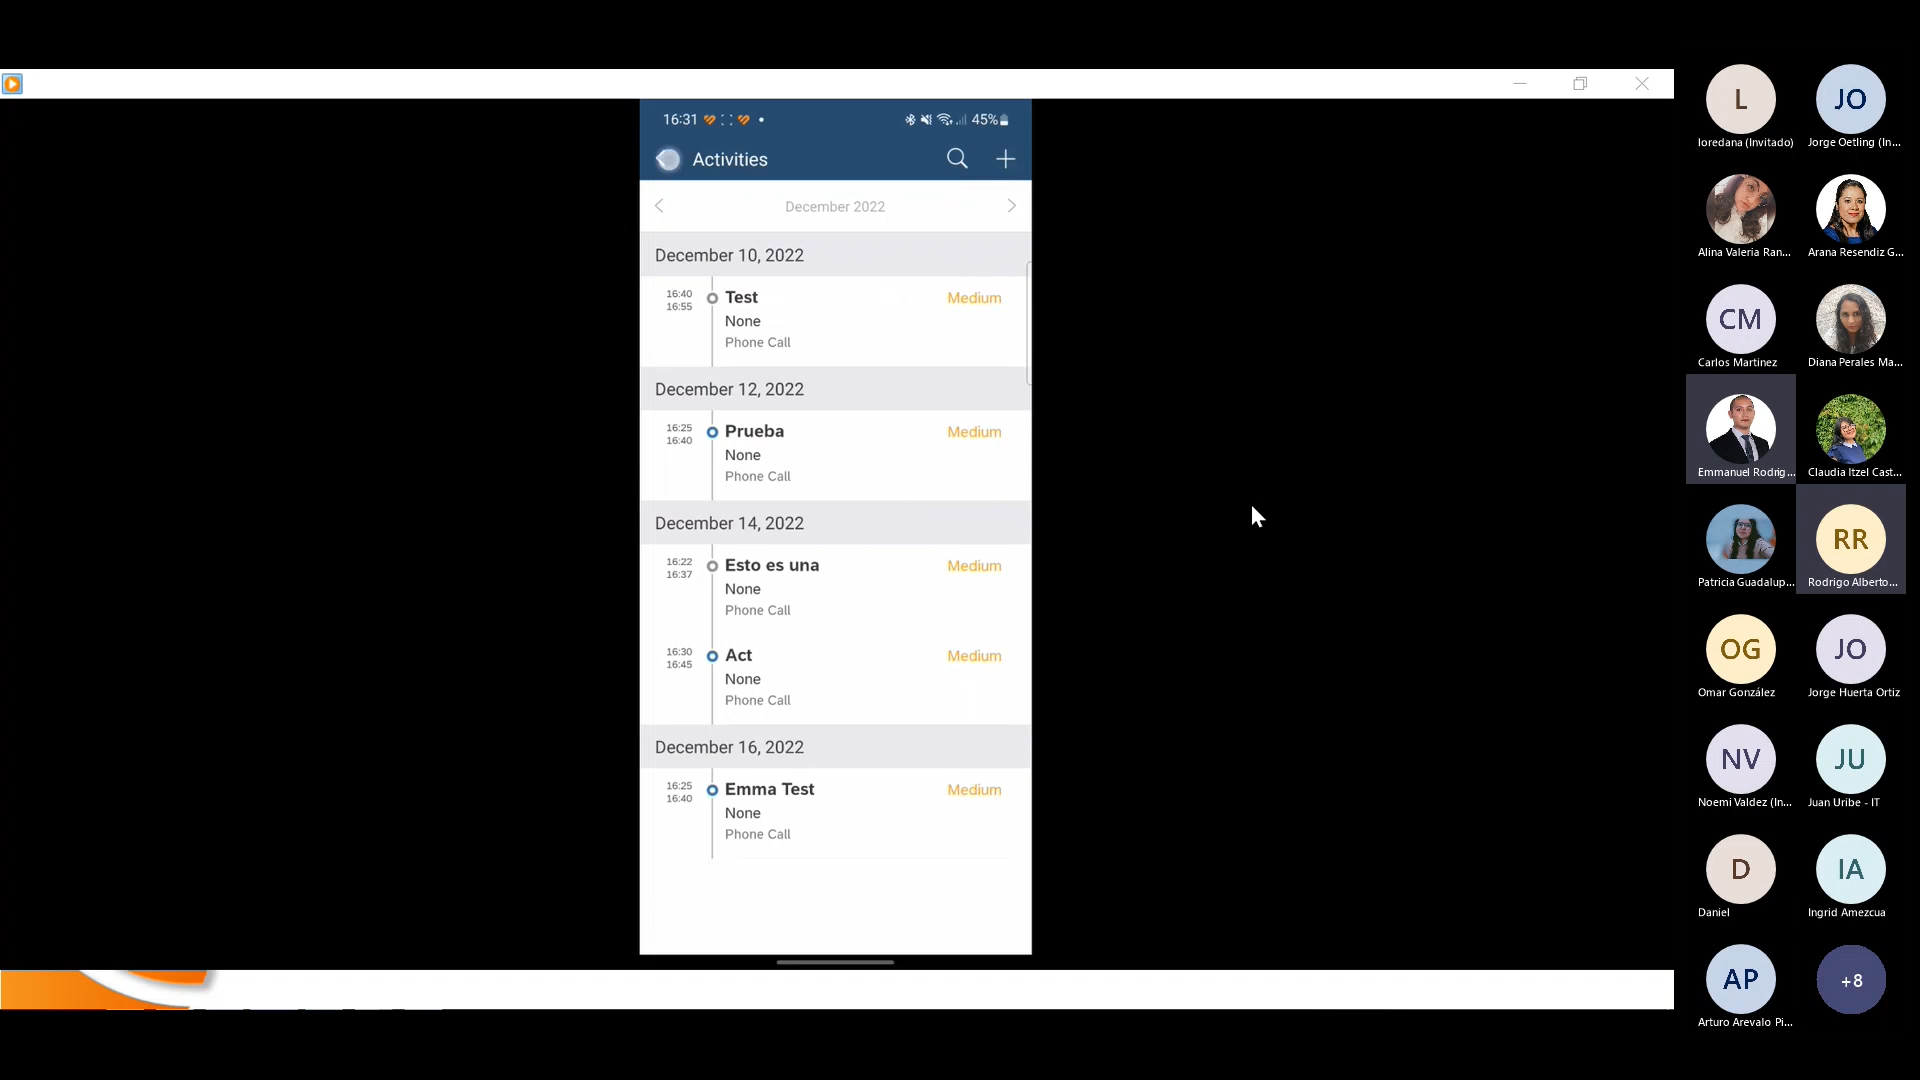 16:31
45%
Activities
December 2022
December 10, 2022
16:40
16:55
Test
Medium
None
Phone Call
December 12, 2022
16:25
16:40
Prueba
Medium
None
Phone Call
December 14, 2022
16:22
16:37
Esto es una
Medium
None
Phone Call
16:30
16:45
Act
Medium
None
Phone Call
December 16, 2022
16:25
16:40
Emma Test
Medium
None
Phone Call
L
JO
loredana (Invitado)
Jorge Oetling (In...
Alina Valeria Ran...
Arana Resendiz G...
CM
Carlos Martinez
Diana Perales Ma...
Emmanuel Rodrig...
Claudia Itzel Cast...
RR
Patricia Guadalup...
Rodrigo Alberto...
OG
JO
Omar González
Jorge Huerta Ortiz
NV
JU
Noemi Valdez (In...
Juan Uribe - IT
D
IA
Daniel
Ingrid Amezcua
AP
+8
Arturo Arevalo Pi...